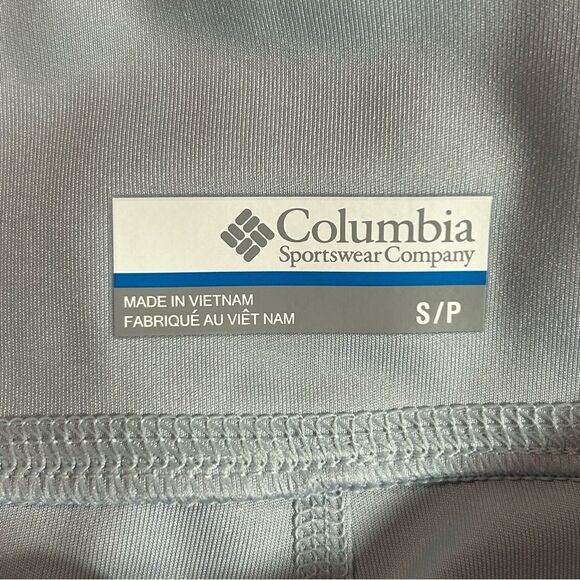 Columbia
Sportswear Company
MADE IN VIETNAM
FABRIQUÉ AU VIÊT NAM
S/P